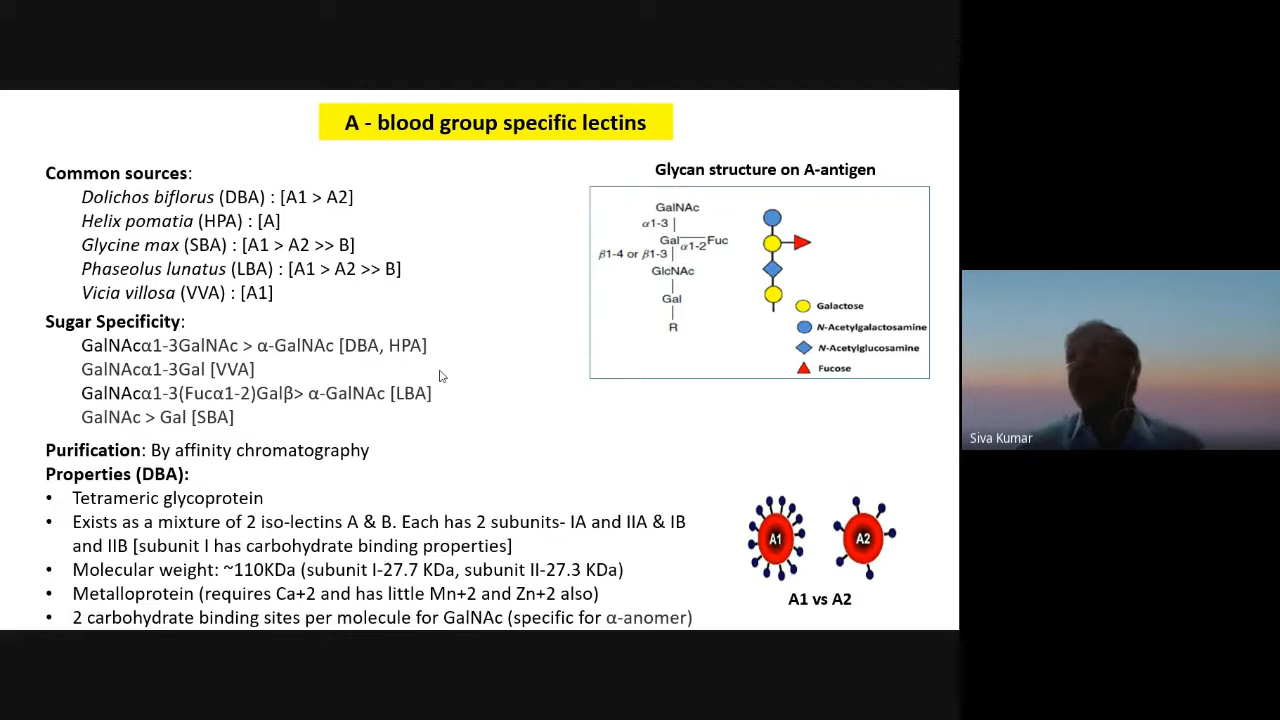 A - blood group specific lectins
Common sources:
Dolichos biflorus (DBA) : [A1 > A2]
Helix pomatia (HPA) : [A]
Glycine max (SBA) : [A1 > A2 >> B]
Phaseolus lunatus (LBA) : [A1 > A2 >> B]
Vicia villosa (VVA) : [A1]
Sugar Specificity:
GalNAcα1-3GalNAc > α-GalNAc [DBA, HPA]
GalNAcα1-3Gal [VVA]
GalNAcα1-3(Fucα1-2)Galβ> α-GalNAc [LBA]
GalNAc > Gal [SBA]
Purification: By affinity chromatography
Properties (DBA):
• Tetrameric glycoprotein
• Exists as a mixture of 2 iso-lectins A & B. Each has 2 subunits- IA and IIA & IB
and IIB [subunit I has carbohydrate binding properties]
• Molecular weight: ~110KDa (subunit I-27.7 KDa, subunit II-27.3 KDa)
• Metalloprotein (requires Ca+2 and has little Mn+2 and Zn+2 also)
• 2 carbohydrate binding sites per molecule for GalNAc (specific for α-anomer)
Glycan structure on A-antigen
GalNAc
α1-3
Gal Fuc
α1-2
β1-4 or β1-3
GlcNAc
Gal
R
Galactose
N-Acetylgalactosamine
N-Acetylglucosamine
Fucose
A1 A2
A1 vs A2
Siva Kumar